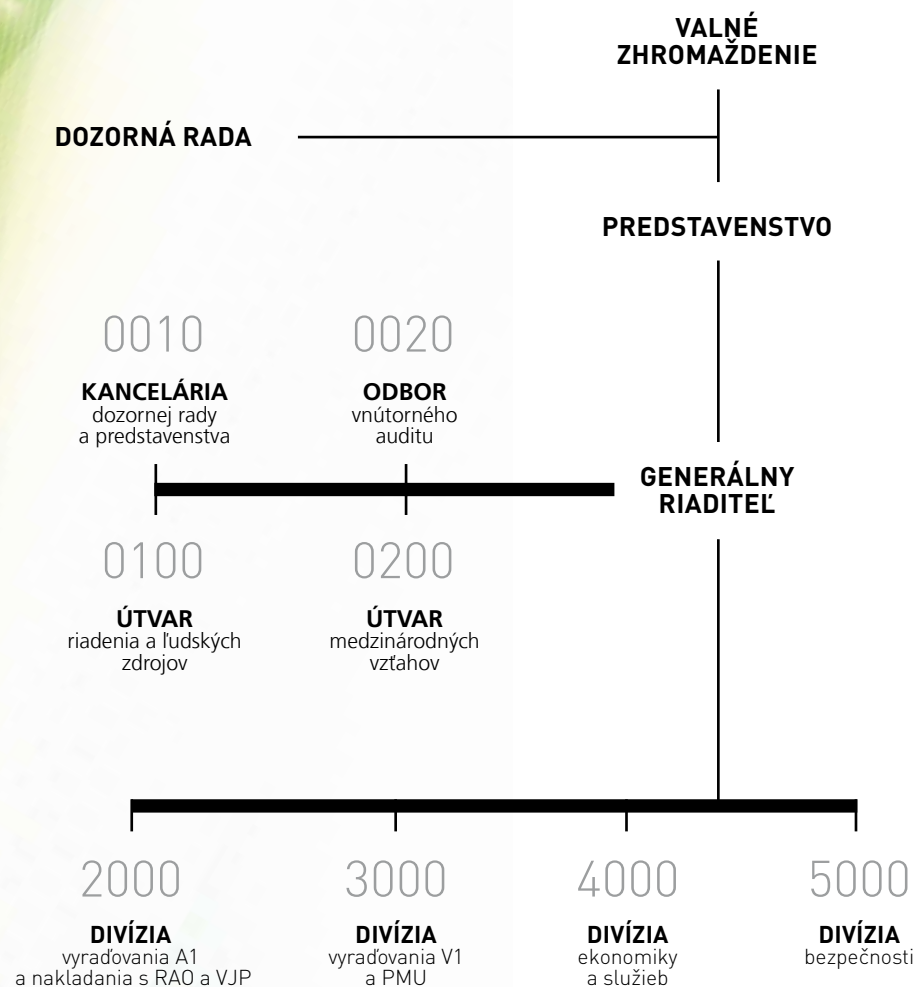 VALNÉ
ZHROMAŽDENIE
DOZORNÁ RADA
PREDSTAVENSTVO
0010
KANCELÁRIA
dozornej rady
a predstavenstva
0020
ODBOR
vnútorného
auditu
GENERÁLNY
RIADITEĽ
0100
ÚTVAR
riadenia a ľudských
zdrojov
0200
ÚTVAR
medzinárodných
vzťahov
2000
DIVÍZIA
vyraďovania A1
a nakladania s RAO a VJP
3000
DIVÍZIA
vyraďovania V1
a PMU
4000
DIVÍZIA
ekonomiky
a služieb
5000
DIVÍZIA
bezpečnosti